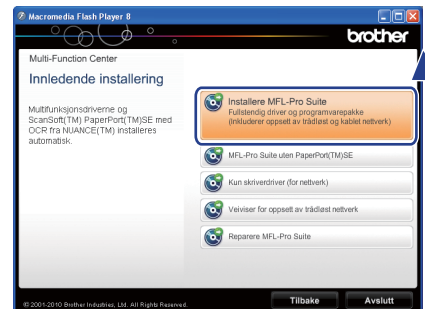 Macromedia Flash Player 8
brother
Multi-Function Center
Innledende installering
Multifunksjonsdriverne og
ScanSoft(TM) PaperPort(TM)SE med
OCR fra NUANCE(TM) installeres
automatisk.
Installere MFL-Pro Suite
Fullstendig driver og programvarepakke
(Inkluderer oppsett av trådløst og kablet nettverk)
MFL-Pro Suite uten PaperPort(TM)SE
Kun skriverdriver (for nettverk)
Veiviser for oppsett av trådløst nettverk
Reparere MFL-Pro Suite
© 2001-2010 Brother Industries, Ltd. All Rights Reserved.
Tilbake
Avslutt